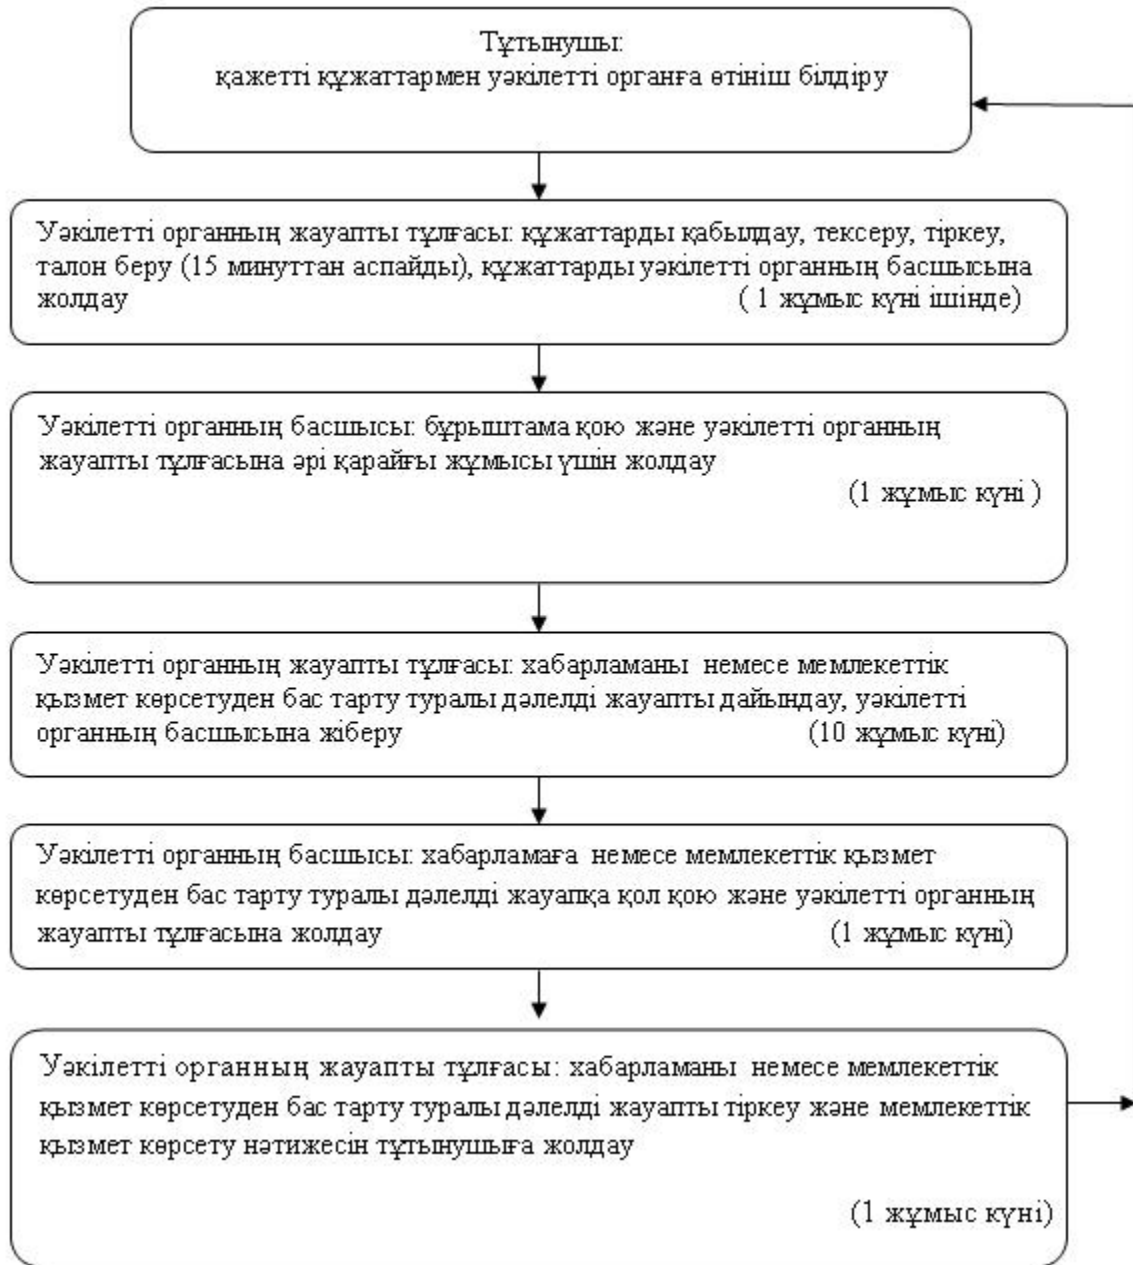 Тұтынушы:
қажетті құжаттармен уәкілетті органға өтініш білдіру
Уәкілетті органның жауапты тұлғасы: құжаттарды қабылдау, тексеру, тіркеу,
талон беру (15 минуттан аспайды), құжаттарды уәкілетті органның басшысына
жолдау ( 1 жұмыс күні ішінде)
Уәкілетті органның басшысы: бұрыштама қою және уәкілетті органның
жауапты тұлғасына әрі қарайғы жұмысы үшін жолдау
(1 жұмыс күні )
Уәкілетті органның жауапты тұлғасы: хабарламаны немесе мемлекеттік
қызмет көрсетуден бас тарту туралы дәлелді жауапты дайындау, уәкілетті
органның басшысына жіберу (10 жұмыс күні)
Уәкілетті органның басшысы: хабарламаға немесе мемлекеттік қызмет
көрсетуден бас тарту туралы дәлелді жауапқа қол қою және уәкілетті органның
жауапты тұлғасына жолдау (1 жұмыс күні)
Уәкілетті органның жауапты тұлғасы: хабарламаны немесе мемлекеттік
қызмет көрсетуден бас тарту туралы дәлелді жауапты тіркеу және мемлекеттік
қызмет көрсету нәтижесін тұтынушыға жолдау
(1 жұмыс күні)